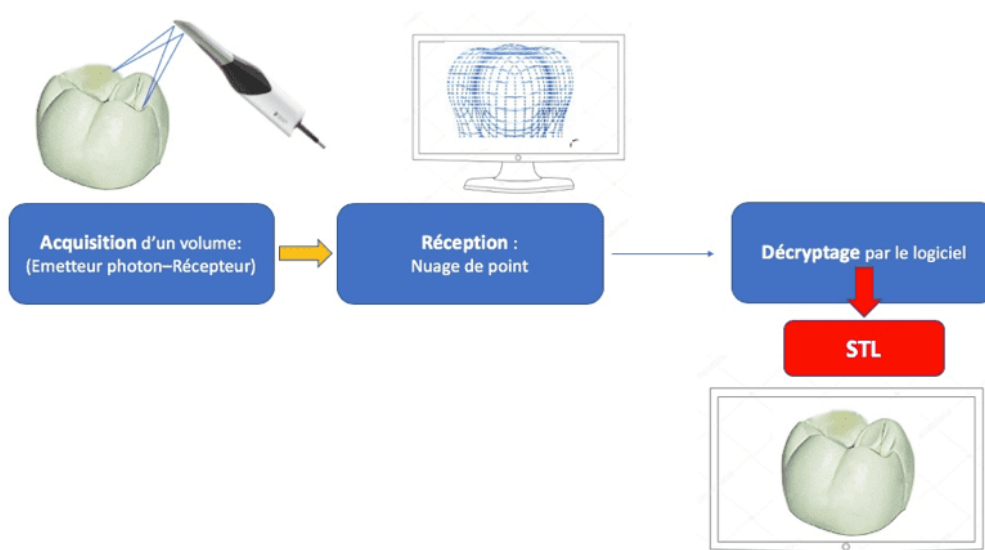 Acquisition d'un volume:
(Emetteur photon–Récepteur)
Réception :
Nuage de point
Décryptage par le logiciel
STL